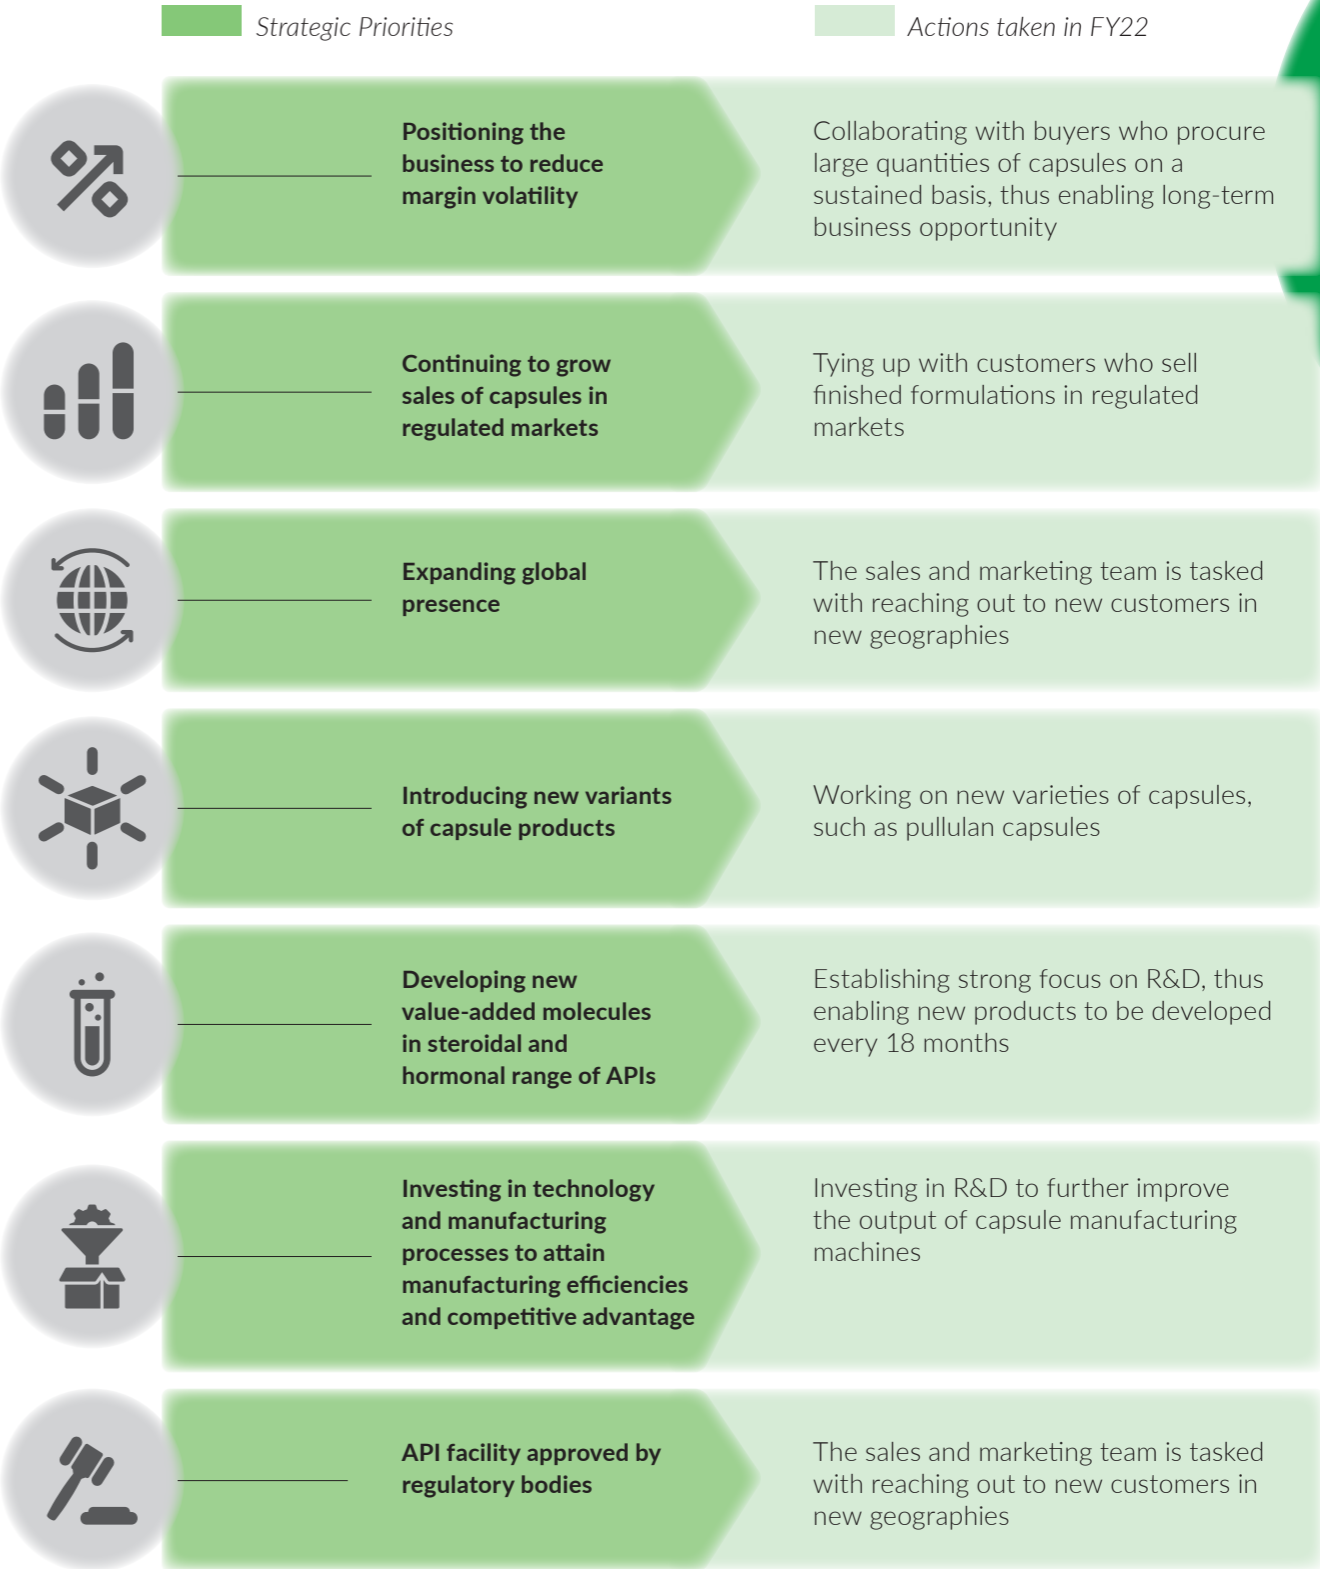 Strategic Priorities
Actions taken in FY22
Positioning the
business to reduce
margin volatility
Collaborating with buyers who procure
large quantities of capsules on a
sustained basis, thus enabling long-term
business opportunity
Continuing to grow
sales of capsules in
regulated markets
Tying up with customers who sell
finished formulations in regulated
markets
Expanding global
presence
The sales and marketing team is tasked
with reaching out to new customers in
new geographies
Introducing new variants
of capsule products
Working on new varieties of capsules,
such as pullulan capsules
Developing new
value-added molecules
in steroidal and
hormonal range of APIs
Establishing strong focus on R&D, thus
enabling new products to be developed
every 18 months
Investing in technology
and manufacturing
processes to attain
manufacturing efficiencies
and competitive advantage
Investing in R&D to further improve
the output of capsule manufacturing
machines
API facility approved by
regulatory bodies
The sales and marketing team is tasked
with reaching out to new customers in
new geographies